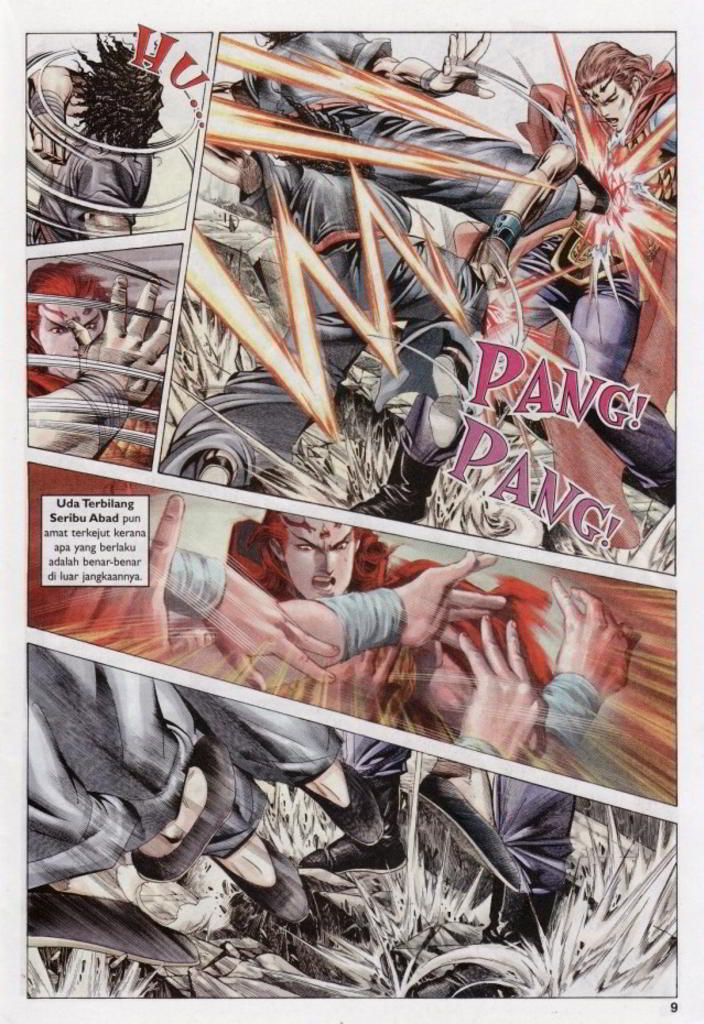 HU...
PANG!
PANG!
Uda Terbilang
Seribu Abad pun
amat terkejut kerana
apa yang berlaku
adalah benar-benar
di luar jangkaannya.
9